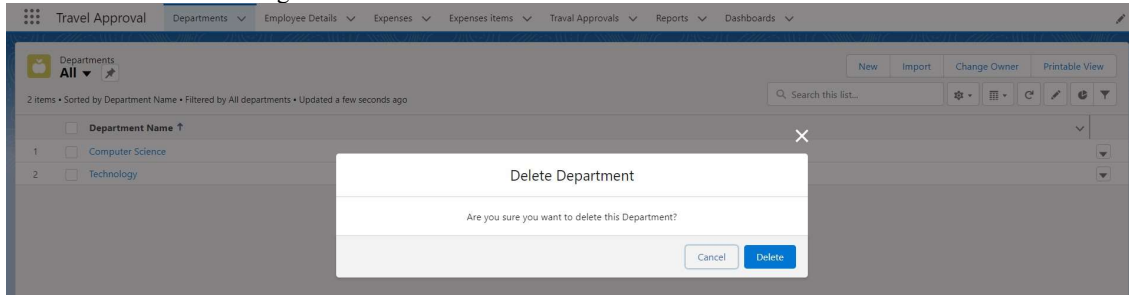 Travel Approval Departments Employee Details Expenses Expenses items Traval Approvals Reports Dashboards
Departments
All
New Import Change Owner Printable View
2 items • Sorted by Department Name • Filtered by All departments • Updated a few seconds ago
Search this list...
Department Name ↑
1 Computer Science
2 Technology
Delete Department
Are you sure you want to delete this Department?
Cancel Delete